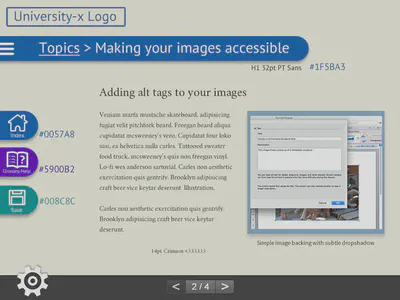 University-x Logo
Topics > Making your images accessible
H1 32pt PT Sans #1F5BA3
Adding alt tags to your images
Veniam marfa mustache skateboard, adipisicing
fugiat velit pitchfork beard. Freegan beard aliqua
cupidatat mcsweeney's vero. Cupidatat four loko
nisi, ea helvetica nulla carles. Tattooed sweater
food truck, mcsweeney's quis non freegan vinyl.
Lo-fi wes anderson sartorial. Carles non aesthetic
exercitation quis gentrify. Brooklyn adipisicing
craft beer vice keytar deserunt. Illustration.
Carles non aesthetic exercitation quis gentrify.
Brooklyn adipisicing craft beer vice keytar
deserunt.
14pt Crimson #333333
Index
#0057A8
Glossary Help
#5900B2
Save
#008C8C
Simple image backing with subtle dropshadow
< 2 / 4 >